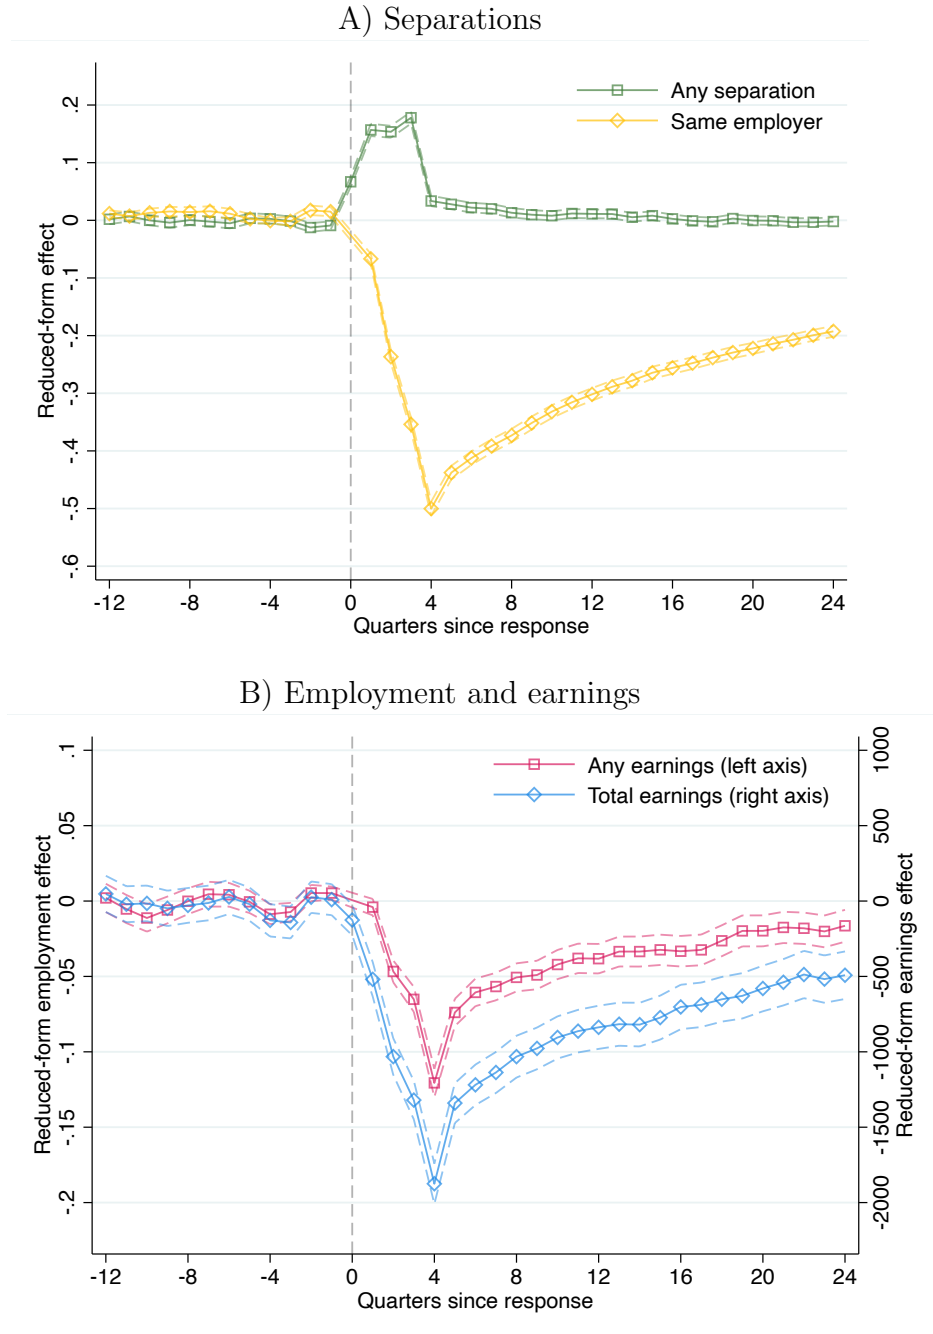 A) Separations
Any separation
Same employer
Reduced-form effect
.2
.1
0
-.1
-.2
-.3
-.4
-.5
-.6
-12 -8 -4 0 4 8 12 16 20 24
Quarters since response
B) Employment and earnings
Any earnings (left axis)
Total earnings (right axis)
Reduced-form employment effect
.1
.05
0
-.05
-.1
-.15
-.2
1000
500
0
-500
-1000
-1500
-2000
Reduced-form earnings effect
-12 -8 -4 0 4 8 12 16 20 24
Quarters since response